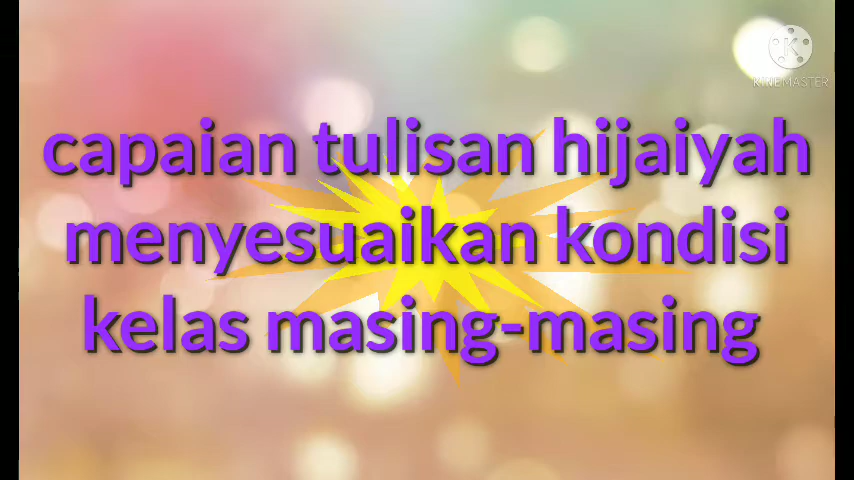 KINEMASTER
capaian tulisan hijaiyah
menyesuaikan kondisi
kelas masing-masing